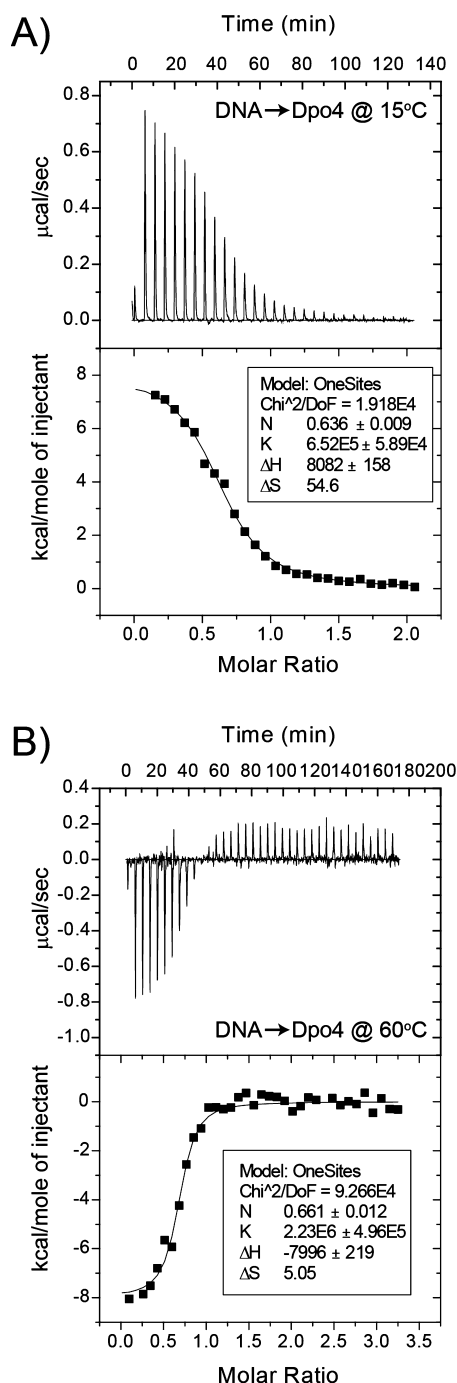 A)
Time (min)
0 20 40 60 80 100 120 140
0.8
DNA→Dpo4 @ 15°C
0.6
0.4
0.2
0.0
μcal/sec
8
6
4
2
0
kcal/mole of injectant
Model: OneSites
Chi^2/DoF = 1.918E4
N 0.636 ± 0.009
K 6.52E5 ± 5.89E4
ΔH 8082 ± 158
ΔS 54.6
0.0 0.5 1.0 1.5 2.0
Molar Ratio
B)
Time (min)
0 20 40 60 80 100 120 140 160 180 200
0.4
0.2
0.0
-0.2
-0.4
-0.6
-0.8
-1.0
μcal/sec
DNA→Dpo4 @ 60°C
0
-2
-4
-6
-8
kcal/mole of injectant
Model: OneSites
Chi^2/DoF = 9.266E4
N 0.661 ± 0.012
K 2.23E6 ± 4.96E5
ΔH -7996 ± 219
ΔS 5.05
0.0 0.5 1.0 1.5 2.0 2.5 3.0 3.5
Molar Ratio